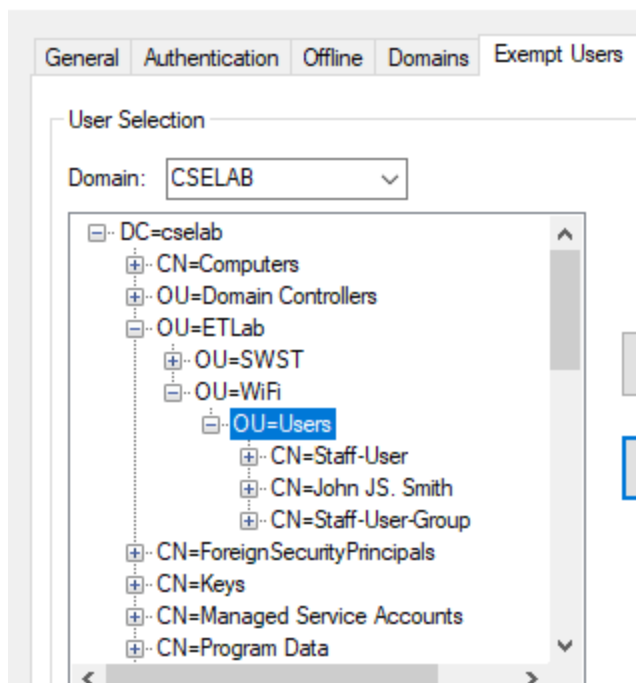 General Authentication Offline Domains Exempt Users
User Selection
Domain: CSELAB
DC=cselab
CN=Computers
OU=Domain Controllers
OU=ETLab
OU=SWST
OU=WiFi
OU=Users
CN=Staff-User
CN=John JS. Smith
CN=Staff-User-Group
CN=ForeignSecurityPrincipals
CN=Keys
CN=Managed Service Accounts
CN=Program Data